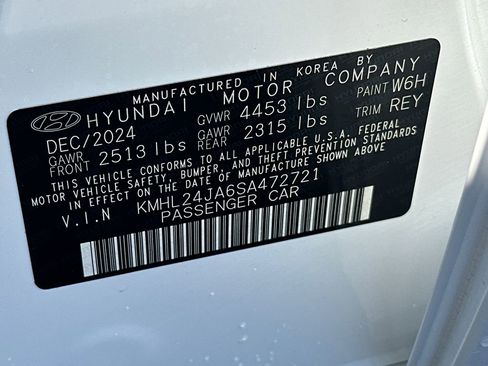 MANUFACTURED IN KOREA BY
HYUNDAI MOTOR COMPANY
DEC/2024 GVWR 4453 lbs PAINT W6H
GAWR FRONT 2513 lbs GAWR REAR 2315 lbs TRIM REY
THIS VEHICLE CONFORMS TO ALL APPLICABLE U.S.A. FEDERAL
MOTOR VEHICLE SAFETY, BUMPER, AND THEFT PREVENTION STANDARDS
IN EFFECT ON THE DATE OF MANUFACTURE SHOWN ABOVE.
V.I.N KMHL24JA6SA472721
PASSENGER CAR